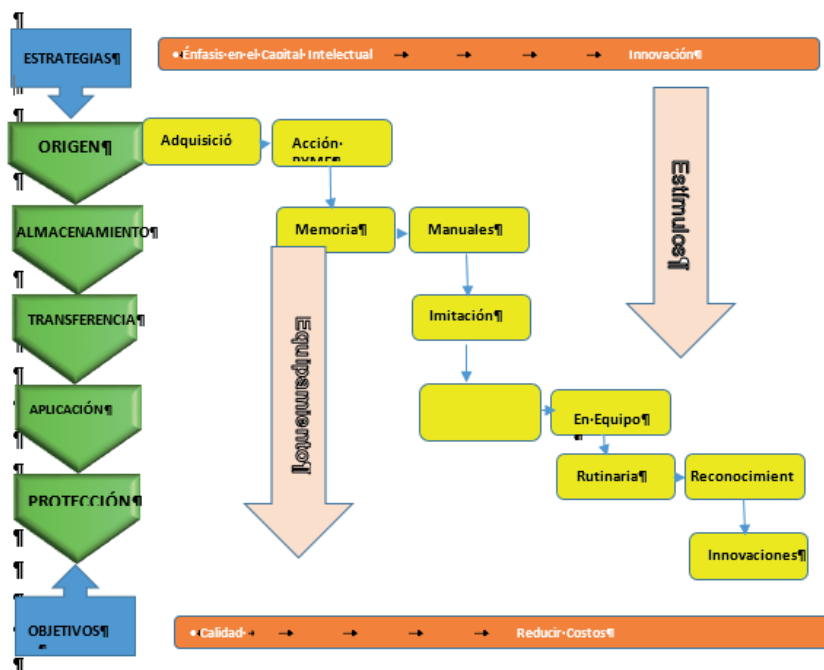 ESTRATEGIAS¶
• Énfasis·en·el·Capital·Intelectual → → → → Innovación¶
ORIGEN¶
Adquisició
Acción·
PYME¶
Estímulos¶
ALMACENAMIENTO¶
Memoria¶
Manuales¶
TRANSFERENCIA¶
Imitación¶
Equipamiento¶
APLICACIÓN¶
En·Equipo¶
¶
Rutinaria¶
Reconocimient
PROTECCIÓN¶
Innovaciones¶
OBJETIVOS¶
¶
• Calidad· → → → → → Reducir·Costos¶